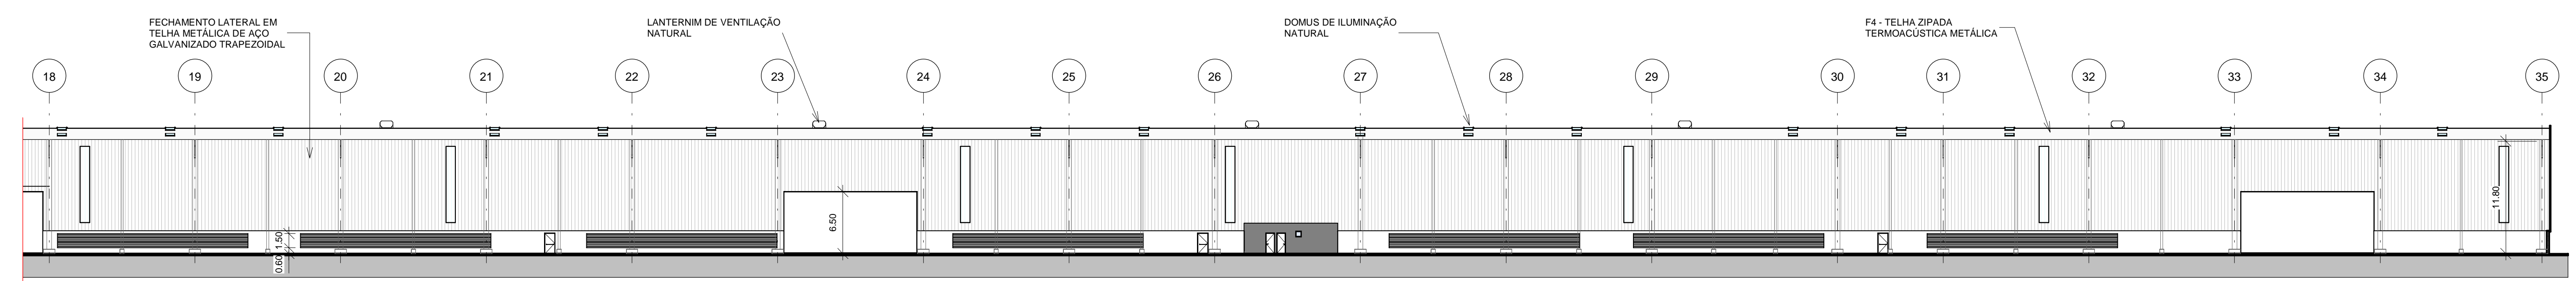 FECHAMENTO LATERAL EM
TELHA METÁLICA DE AÇO
GALVANIZADO TRAPEZOIDAL
LANTERNIM DE VENTILAÇÃO
NATURAL
DOMUS DE ILUMINAÇÃO
NATURAL
F4 - TELHA ZIPADA
TERMOACÚSTICA METÁLICA
18
19
20
21
22
23
24
25
26
27
28
29
30
31
32
33
34
35
1.50
0.60
6.50
11.80